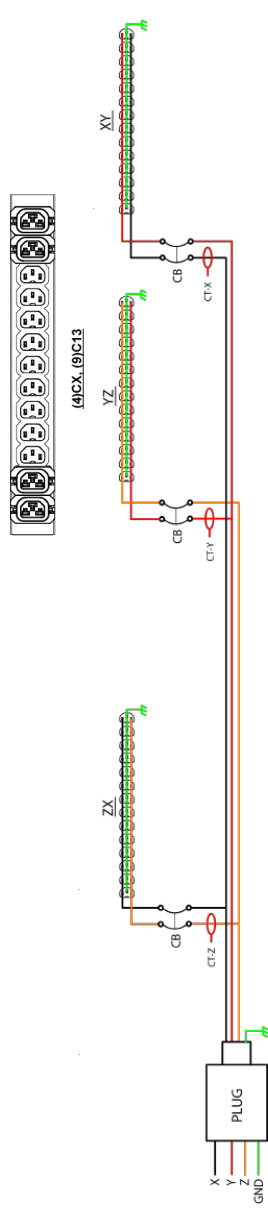 XY
CB
CT-X
(4)CX, (9)C13
YZ
CB
CT-Y
ZX
CB
CT-Z
PLUG
X
Y
Z
GND